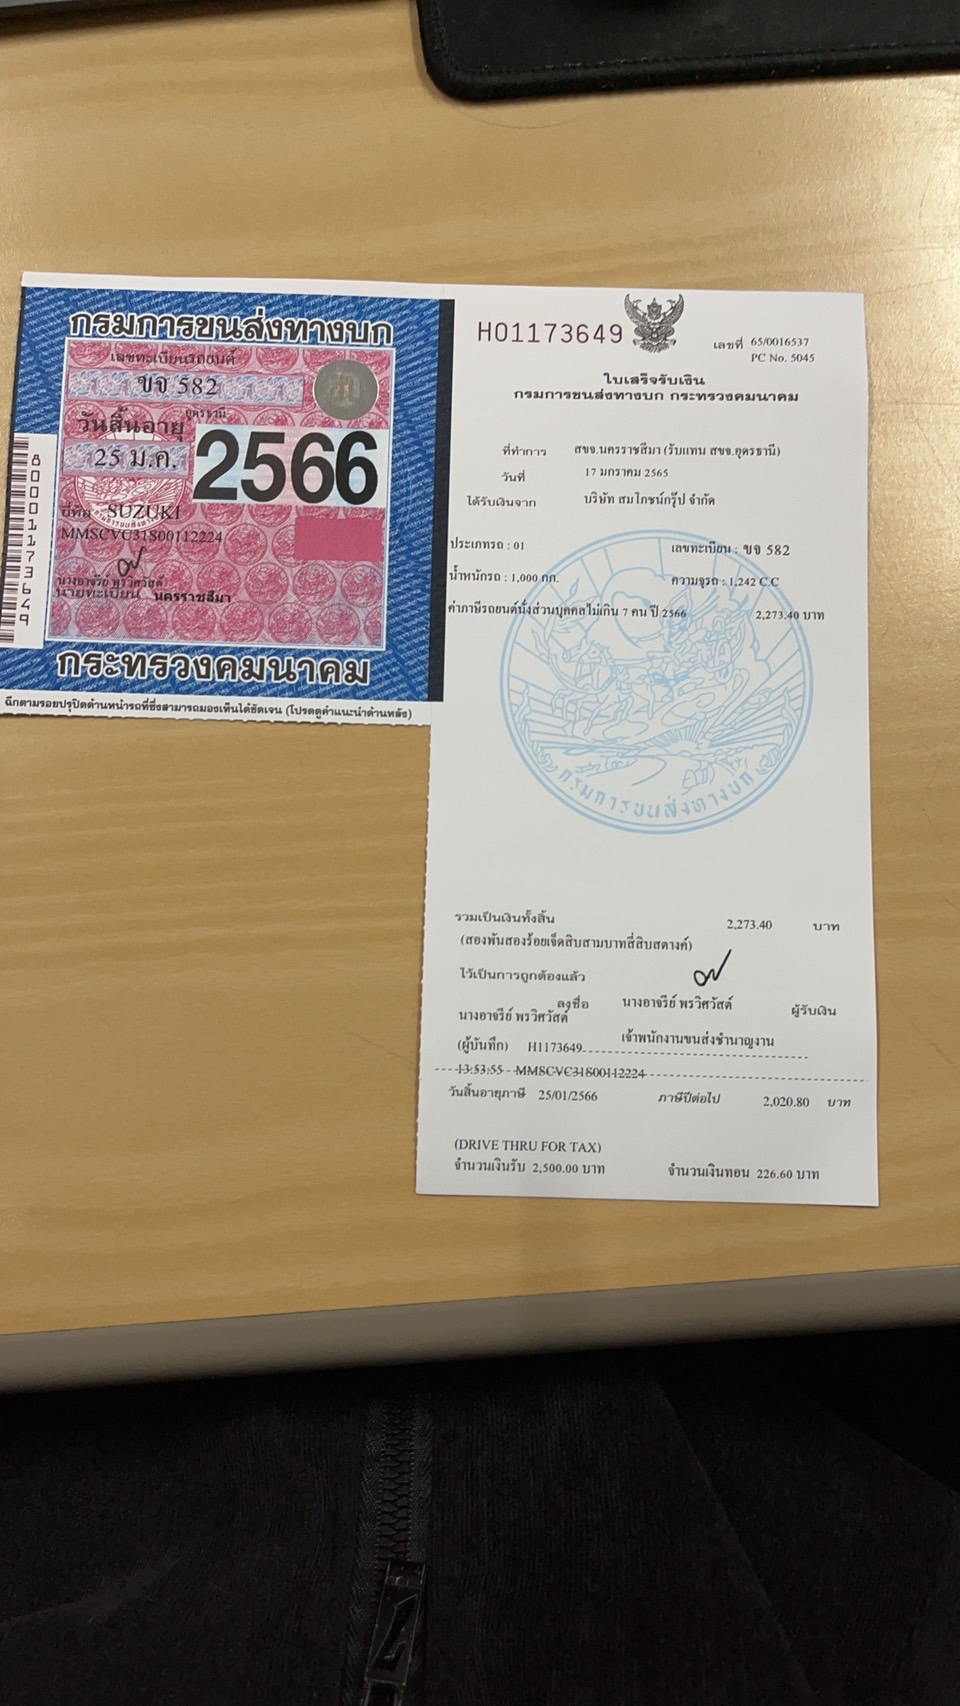 กรมการขนส่งทางบก
เลขทะเบียนรถยนต์
ขจ 582
อุดรธานี
วันสิ้นอายุ
25 ม.ค.
2566
ยี่ห้อ SUZUKI
MMSCVC31S00112224
นางอาจรีย์ พรวิศวัสต์
นายทะเบียน นครราชสีมา
กระทรวงคมนาคม
ฉีกตามรอยปรุปิดด้านหน้ารถที่ซึ่งสามารถมองเห็นได้ชัดเจน (โปรดดูคำแนะนำด้านหลัง)
80001173649
H01173649
เลขที่ 65/0016537
PC No. 5045
ใบเสร็จรับเงิน
กรมการขนส่งทางบก กระทรวงคมนาคม
ที่ทำการ สขจ.นครราชสีมา (รับแทน สขจ.อุดรธานี)
วันที่ 17 มกราคม 2565
ได้รับเงินจาก บริษัท สมโภชน์กรุ๊ป จำกัด
ประเภทรถ : 01 เลขทะเบียน : ขจ 582
น้ำหนักรถ : 1,000 กก. ความจุรถ : 1,242 C.C
ค่าภาษีรถยนต์นั่งส่วนบุคคลไม่เกิน 7 คน ปี 2566 2,273.40 บาท
กรมการขนส่งทางบก
รวมเป็นเงินทั้งสิ้น 2,273.40 บาท
(สองพันสองร้อยเจ็ดสิบสามบาทสี่สิบสตางค์)
ไว้เป็นการถูกต้องแล้ว
ลงชื่อ นางอาจรีย์ พรวิศวัสต์ ผู้รับเงิน
นางอาจรีย์ พรวิศวัสต์
เจ้าพนักงานขนส่งชำนาญงาน
(ผู้บันทึก) H1173649
13:53:55 - MMSCVC31S00112224
วันสิ้นอายุภาษี 25/01/2566 ภาษีปีต่อไป 2,020.80 บาท
(DRIVE THRU FOR TAX)
จำนวนเงินรับ 2,500.00 บาท จำนวนเงินทอน 226.60 บาท